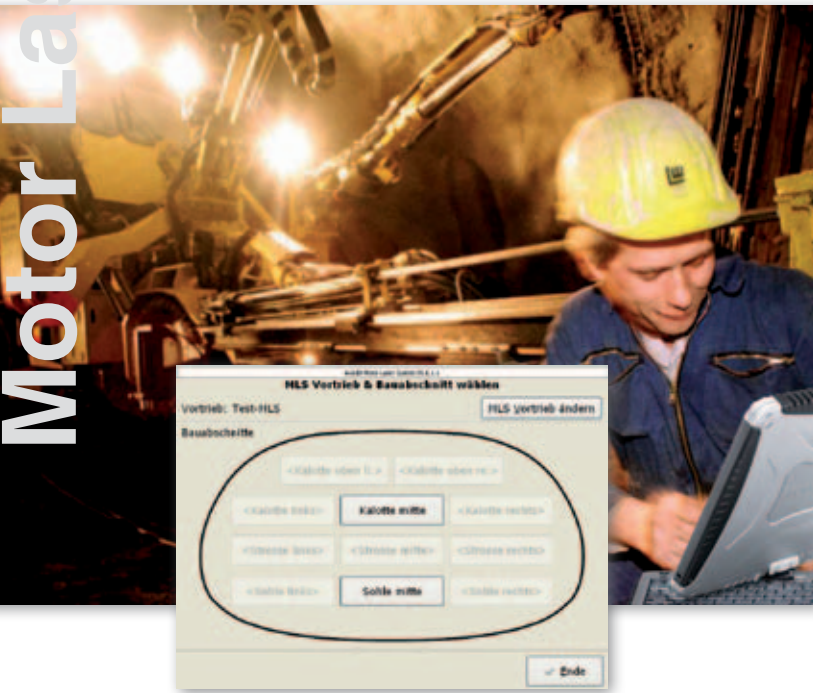 Motor La
HLS Vortrieb & Bauabschnitt wählen
Vortrieb: Test-HLS
HLS Vortrieb ändern
Bauabschnitte
<Kalotte oben li.> <Kalotte oben re.>
<Kalotte links> Kalotte mitte <Kalotte rechts>
<Strosse links> <Strosse mitte> <Strosse rechts>
<Sohle links> Sohle mitte <Sohle rechts>
Ende